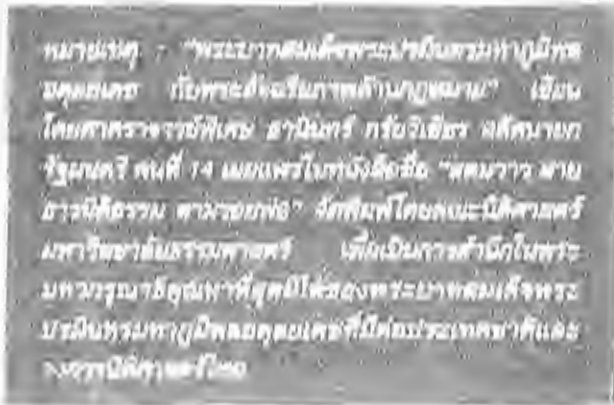 หมายเหตุ - "พระบาทสมเด็จพระปรมินทรมหาภูมิพล
อดุลยเดช กับพระอัจฉริยภาพด้านกฎหมาย" เขียน
โดยศาสตราจารย์พิเศษ ธานินทร์ กรัยวิเชียร อดีตนายก
รัฐมนตรี คนที่ 14 เผยแพร่ในหนังสือชื่อ "
ธารนิติธรรม ตามรอยพ่อ" จัดพิมพ์โดยคณะนิติศาสตร์
มหาวิทยาลัยธรรมศาสตร์ เพื่อเป็นการสำนึกในพระ
มหากรุณาธิคุณหาที่สุดมิได้ของพระบาทสมเด็จพระ
ปรมินทรมหาภูมิพลอดุลยเดชที่มีต่อประเทศชาติและ
วงการนิติศาสตร์ไทย